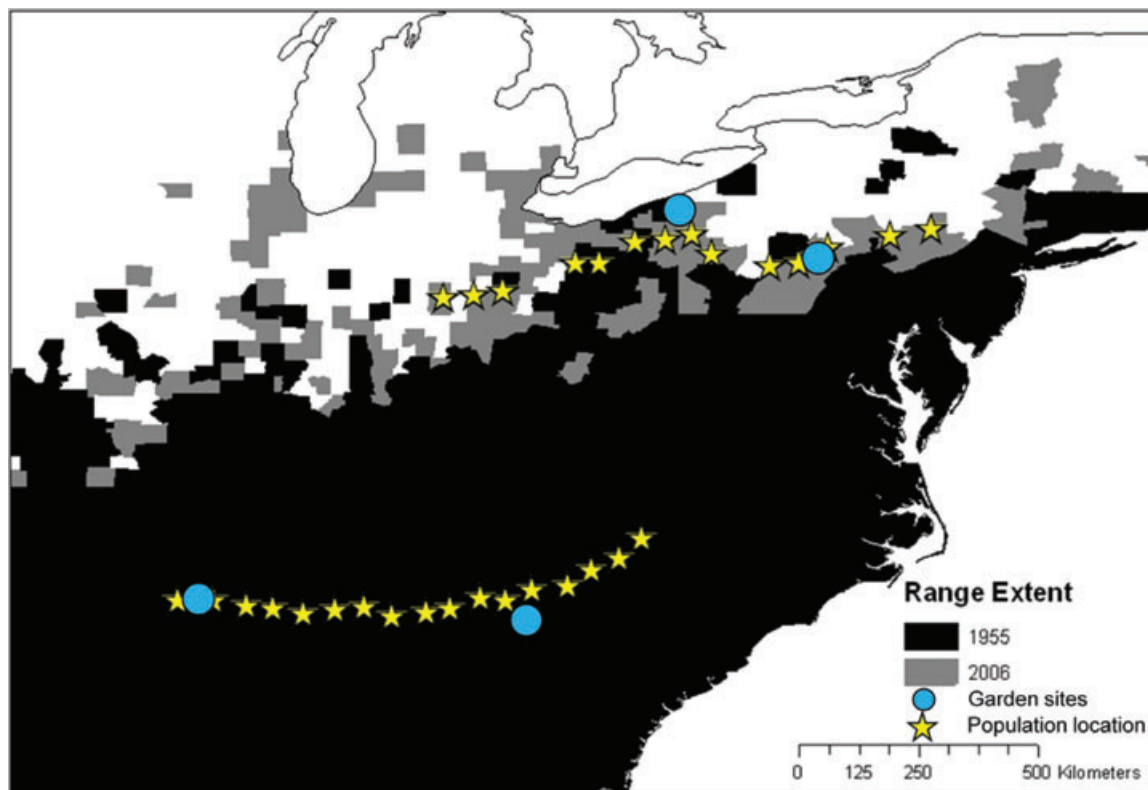 Range Extent
1955
2006
Garden sites
Population location
0 125 250 500 Kilometers